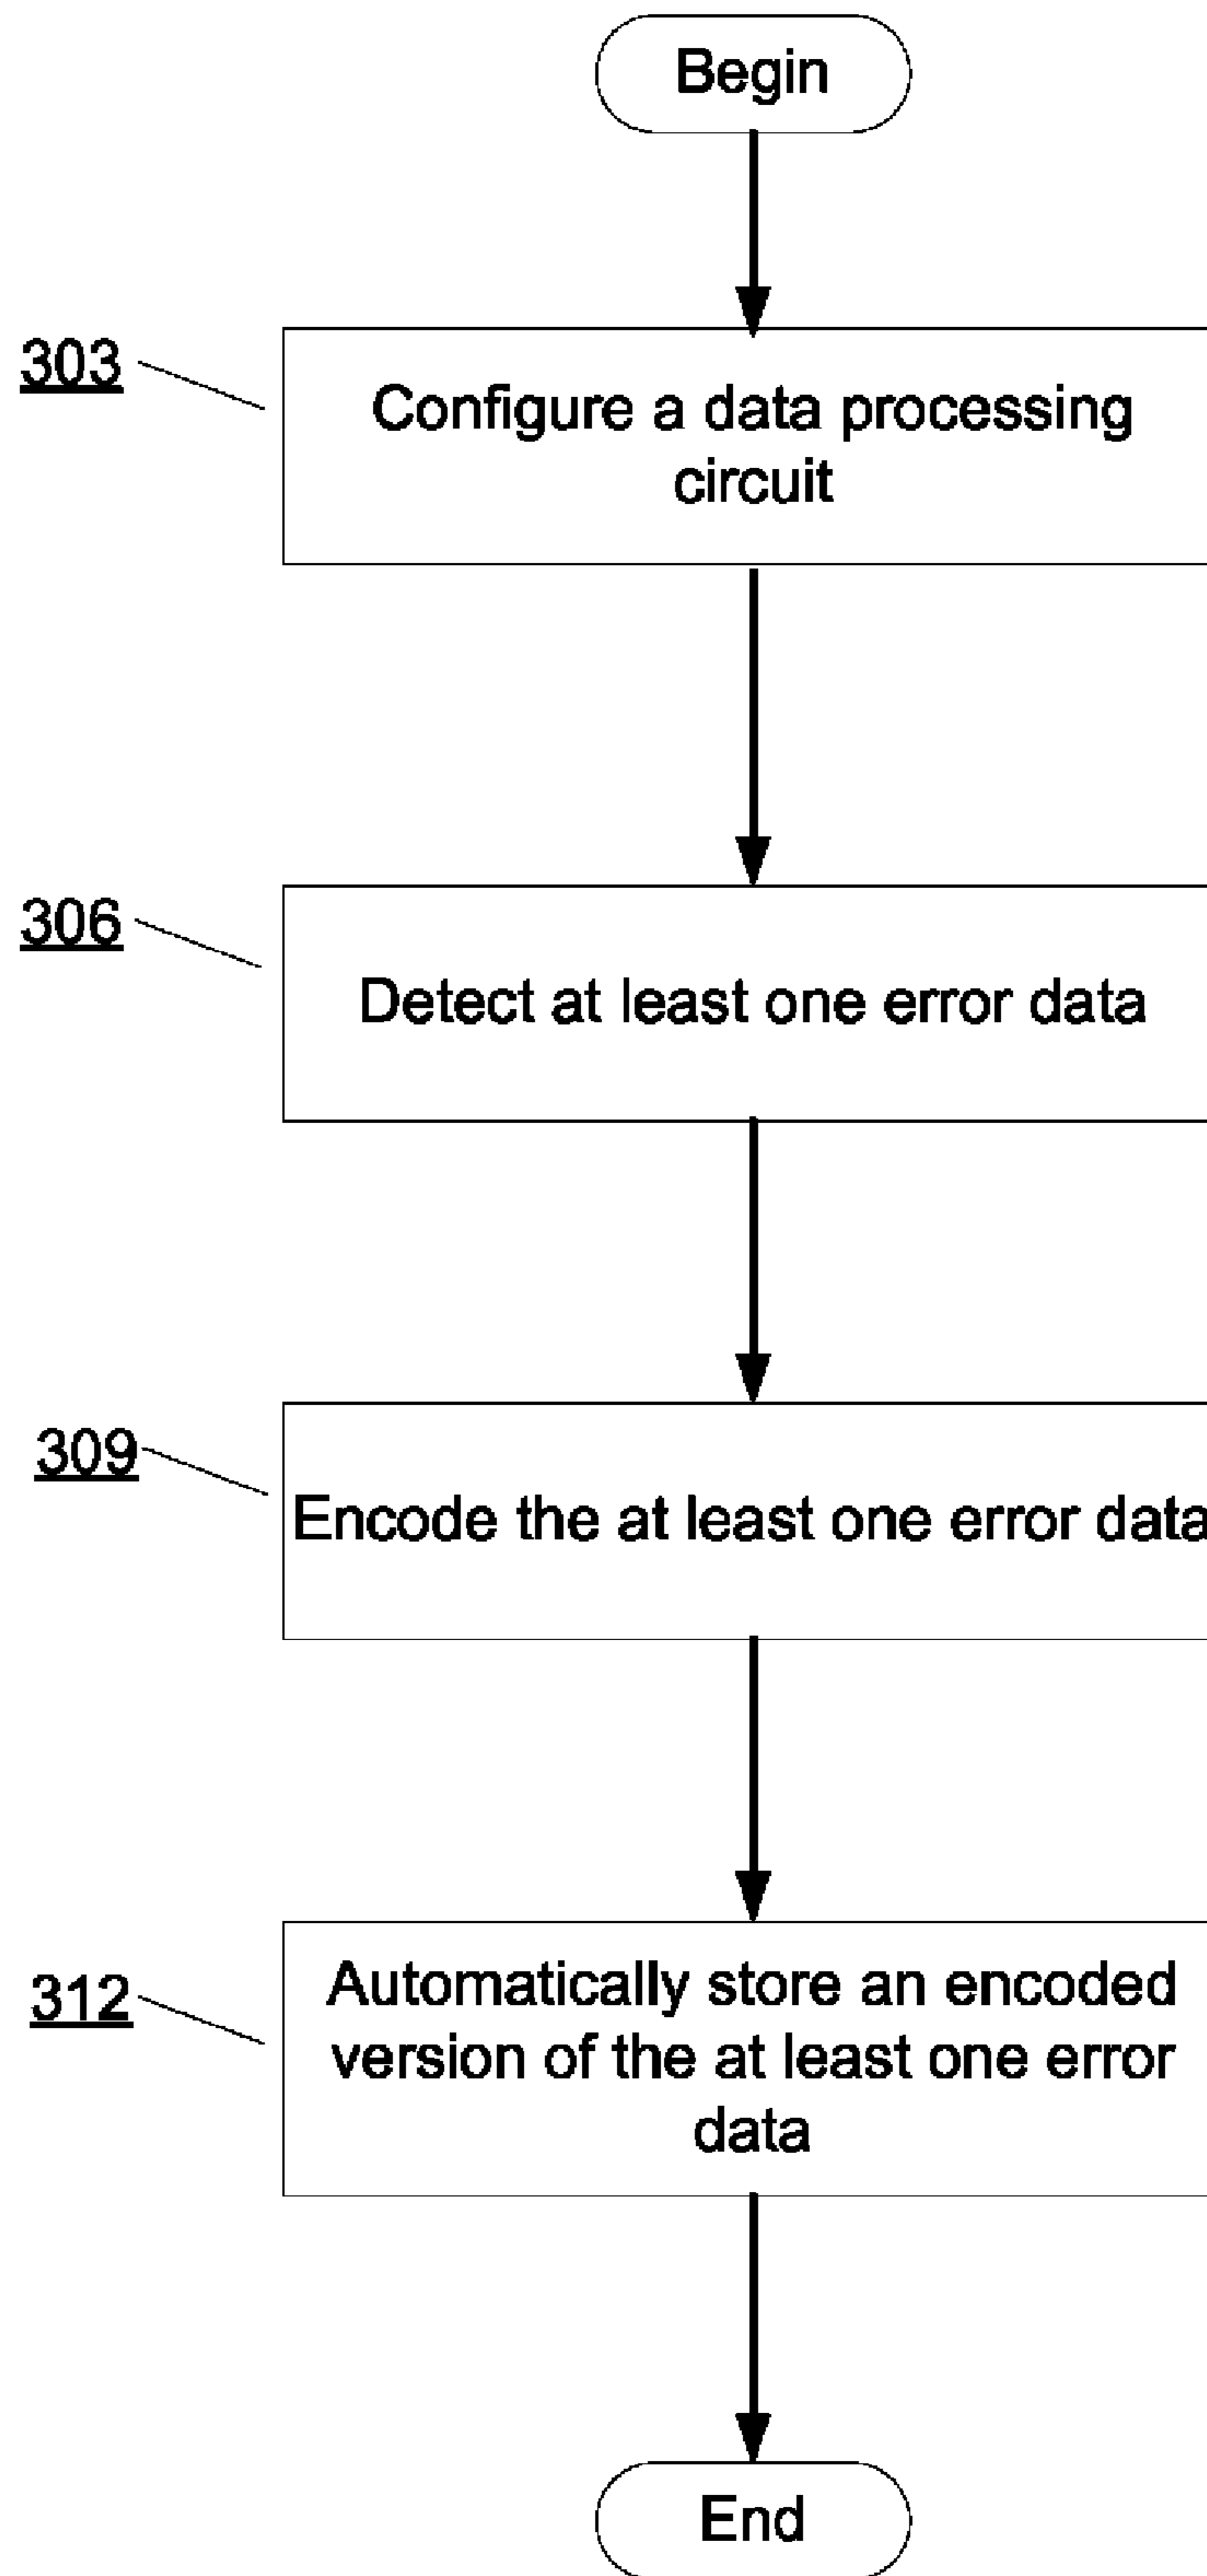 Begin
303
Configure a data processing
circuit
306
Detect at least one error data
309
Encode the at least one error data
312
Automatically store an encoded
version of the at least one error
data
End